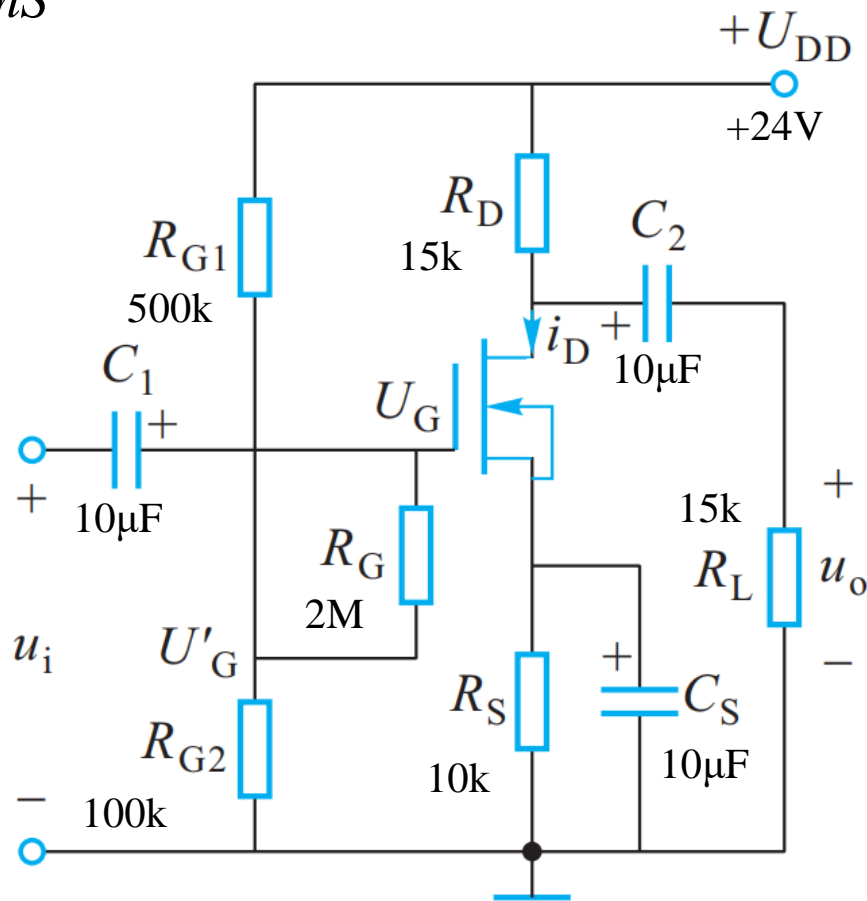 nS
+U_DD
+24V
R_D
15k
C_2
R_G1
500k
+
i_D
10μF
C_1
+
U_G
+
10μF
+
15k
R_G
2M
R_L
u_o
u_i
U'_G
+
−
R_S
C_S
R_G2
10k
10μF
−
100k